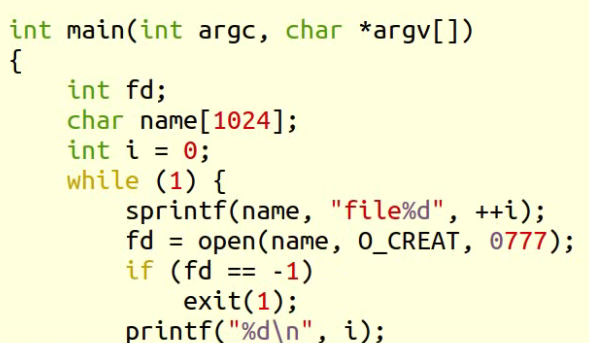 int main(int argc, char *argv[])
{
    int fd;
    char name[1024];
    int i = 0;
    while (1) {
        sprintf(name, "file%d", ++i);
        fd = open(name, O_CREAT, 0777);
        if (fd == -1)
            exit(1);
        printf("%d\n", i);